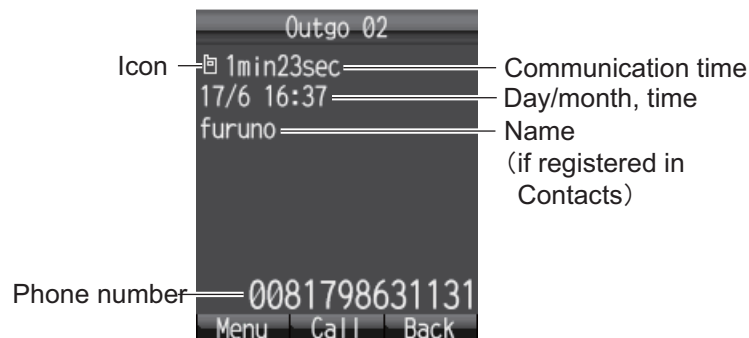 Outgo 02
Icon 1min23sec Communication time
17/6 16:37 Day/month, time
furuno Name
（if registered in
Contacts）
Phone number 0081798631131
Menu Call Back